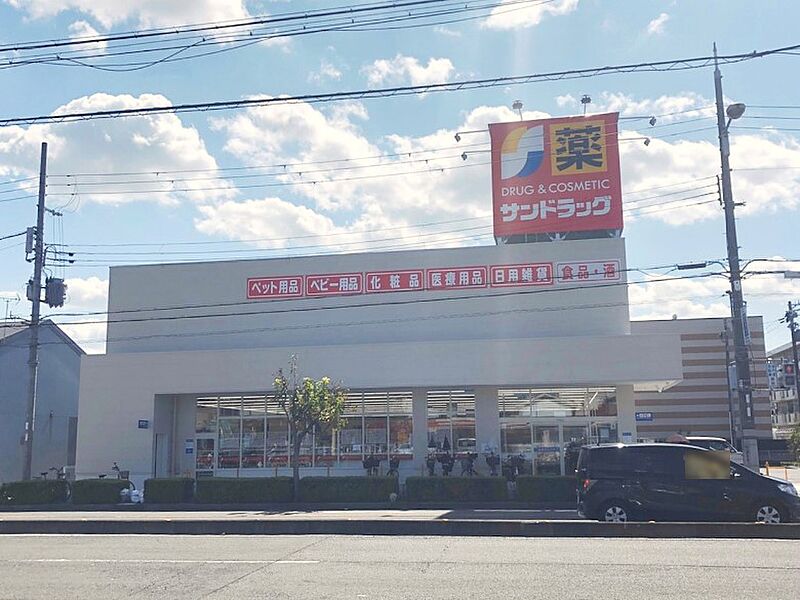 薬
DRUG & COSMETIC
サンドラッグ
ペット用品 ベビー用品 化粧品 医療用品 日用雑貨 食品・酒